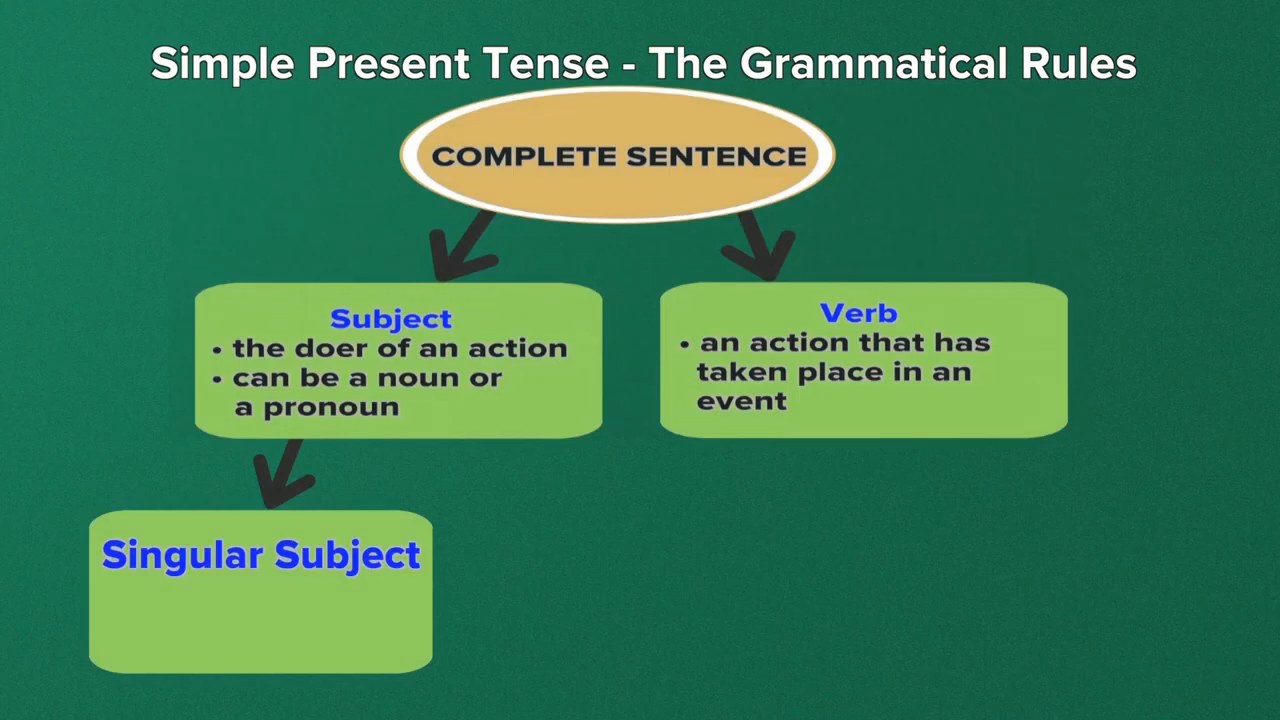 Simple Present Tense - The Grammatical Rules
COMPLETE SENTENCE
Subject
• the doer of an action
• can be a noun or
a pronoun
Verb
• an action that has
taken place in an
event
Singular Subject